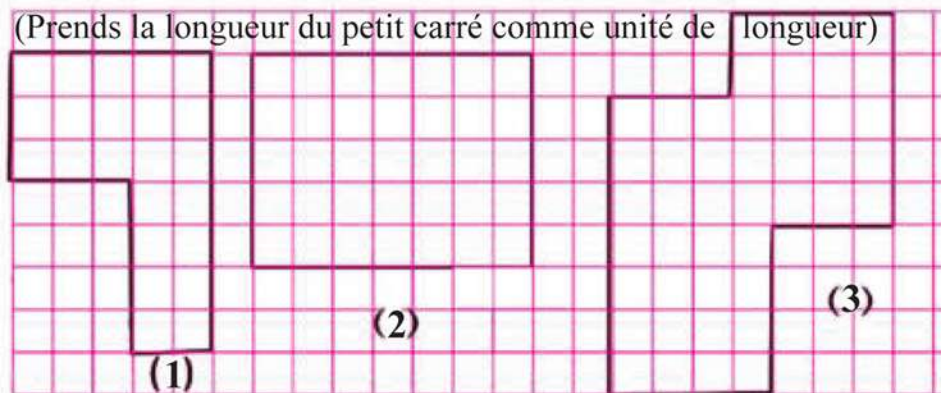 (Prends la longueur du petit carré comme unité de longueur)
(1)
(2)
(3)